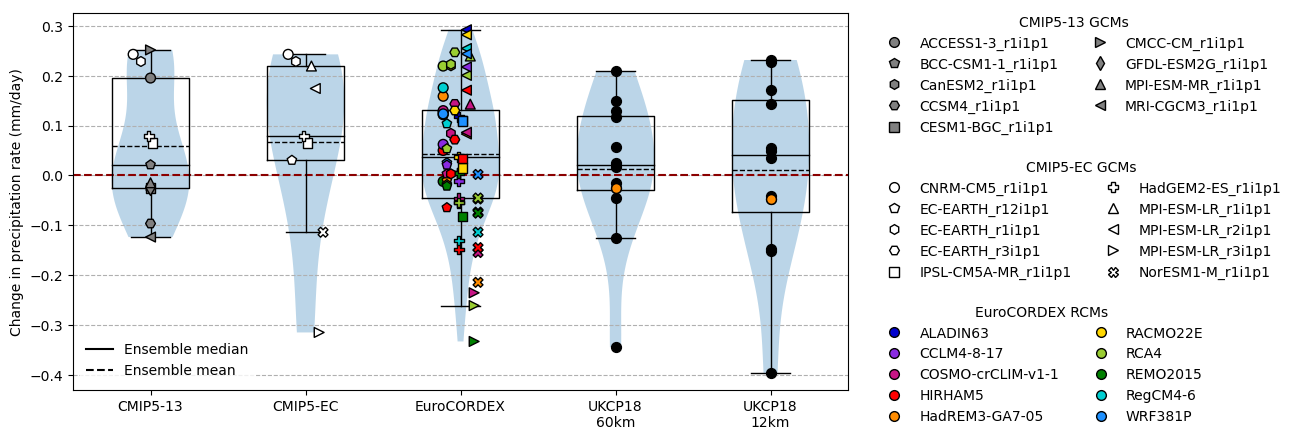 Change in precipitation rate (mm/day)
0.3
0.2
0.1
0.0
−0.1
−0.2
−0.3
−0.4
Ensemble median
Ensemble mean
CMIP5-13
CMIP5-EC
EuroCORDEX
UKCP18
60km
UKCP18
12km
CMIP5-13 GCMs
ACCESS1-3_r1i1p1
BCC-CSM1-1_r1i1p1
CanESM2_r1i1p1
CCSM4_r1i1p1
CESM1-BGC_r1i1p1
CMCC-CM_r1i1p1
GFDL-ESM2G_r1i1p1
MPI-ESM-MR_r1i1p1
MRI-CGCM3_r1i1p1
CMIP5-EC GCMs
CNRM-CM5_r1i1p1
EC-EARTH_r12i1p1
EC-EARTH_r1i1p1
EC-EARTH_r3i1p1
IPSL-CM5A-MR_r1i1p1
HadGEM2-ES_r1i1p1
MPI-ESM-LR_r1i1p1
MPI-ESM-LR_r2i1p1
MPI-ESM-LR_r3i1p1
NorESM1-M_r1i1p1
EuroCORDEX RCMs
ALADIN63
CCLM4-8-17
COSMO-crCLIM-v1-1
HIRHAM5
HadREM3-GA7-05
RACMO22E
RCA4
REMO2015
RegCM4-6
WRF381P